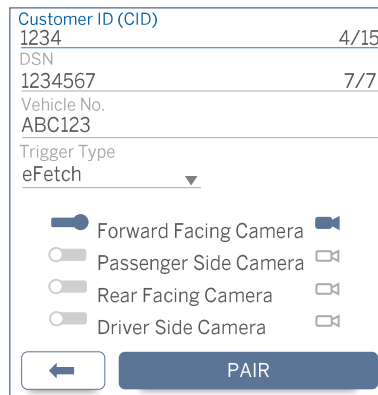 Customer ID (CID)
1234 4/15
DSN
1234567 7/7
Vehicle No.
ABC123
Trigger Type
eFetch
Forward Facing Camera
Passenger Side Camera
Rear Facing Camera
Driver Side Camera
PAIR